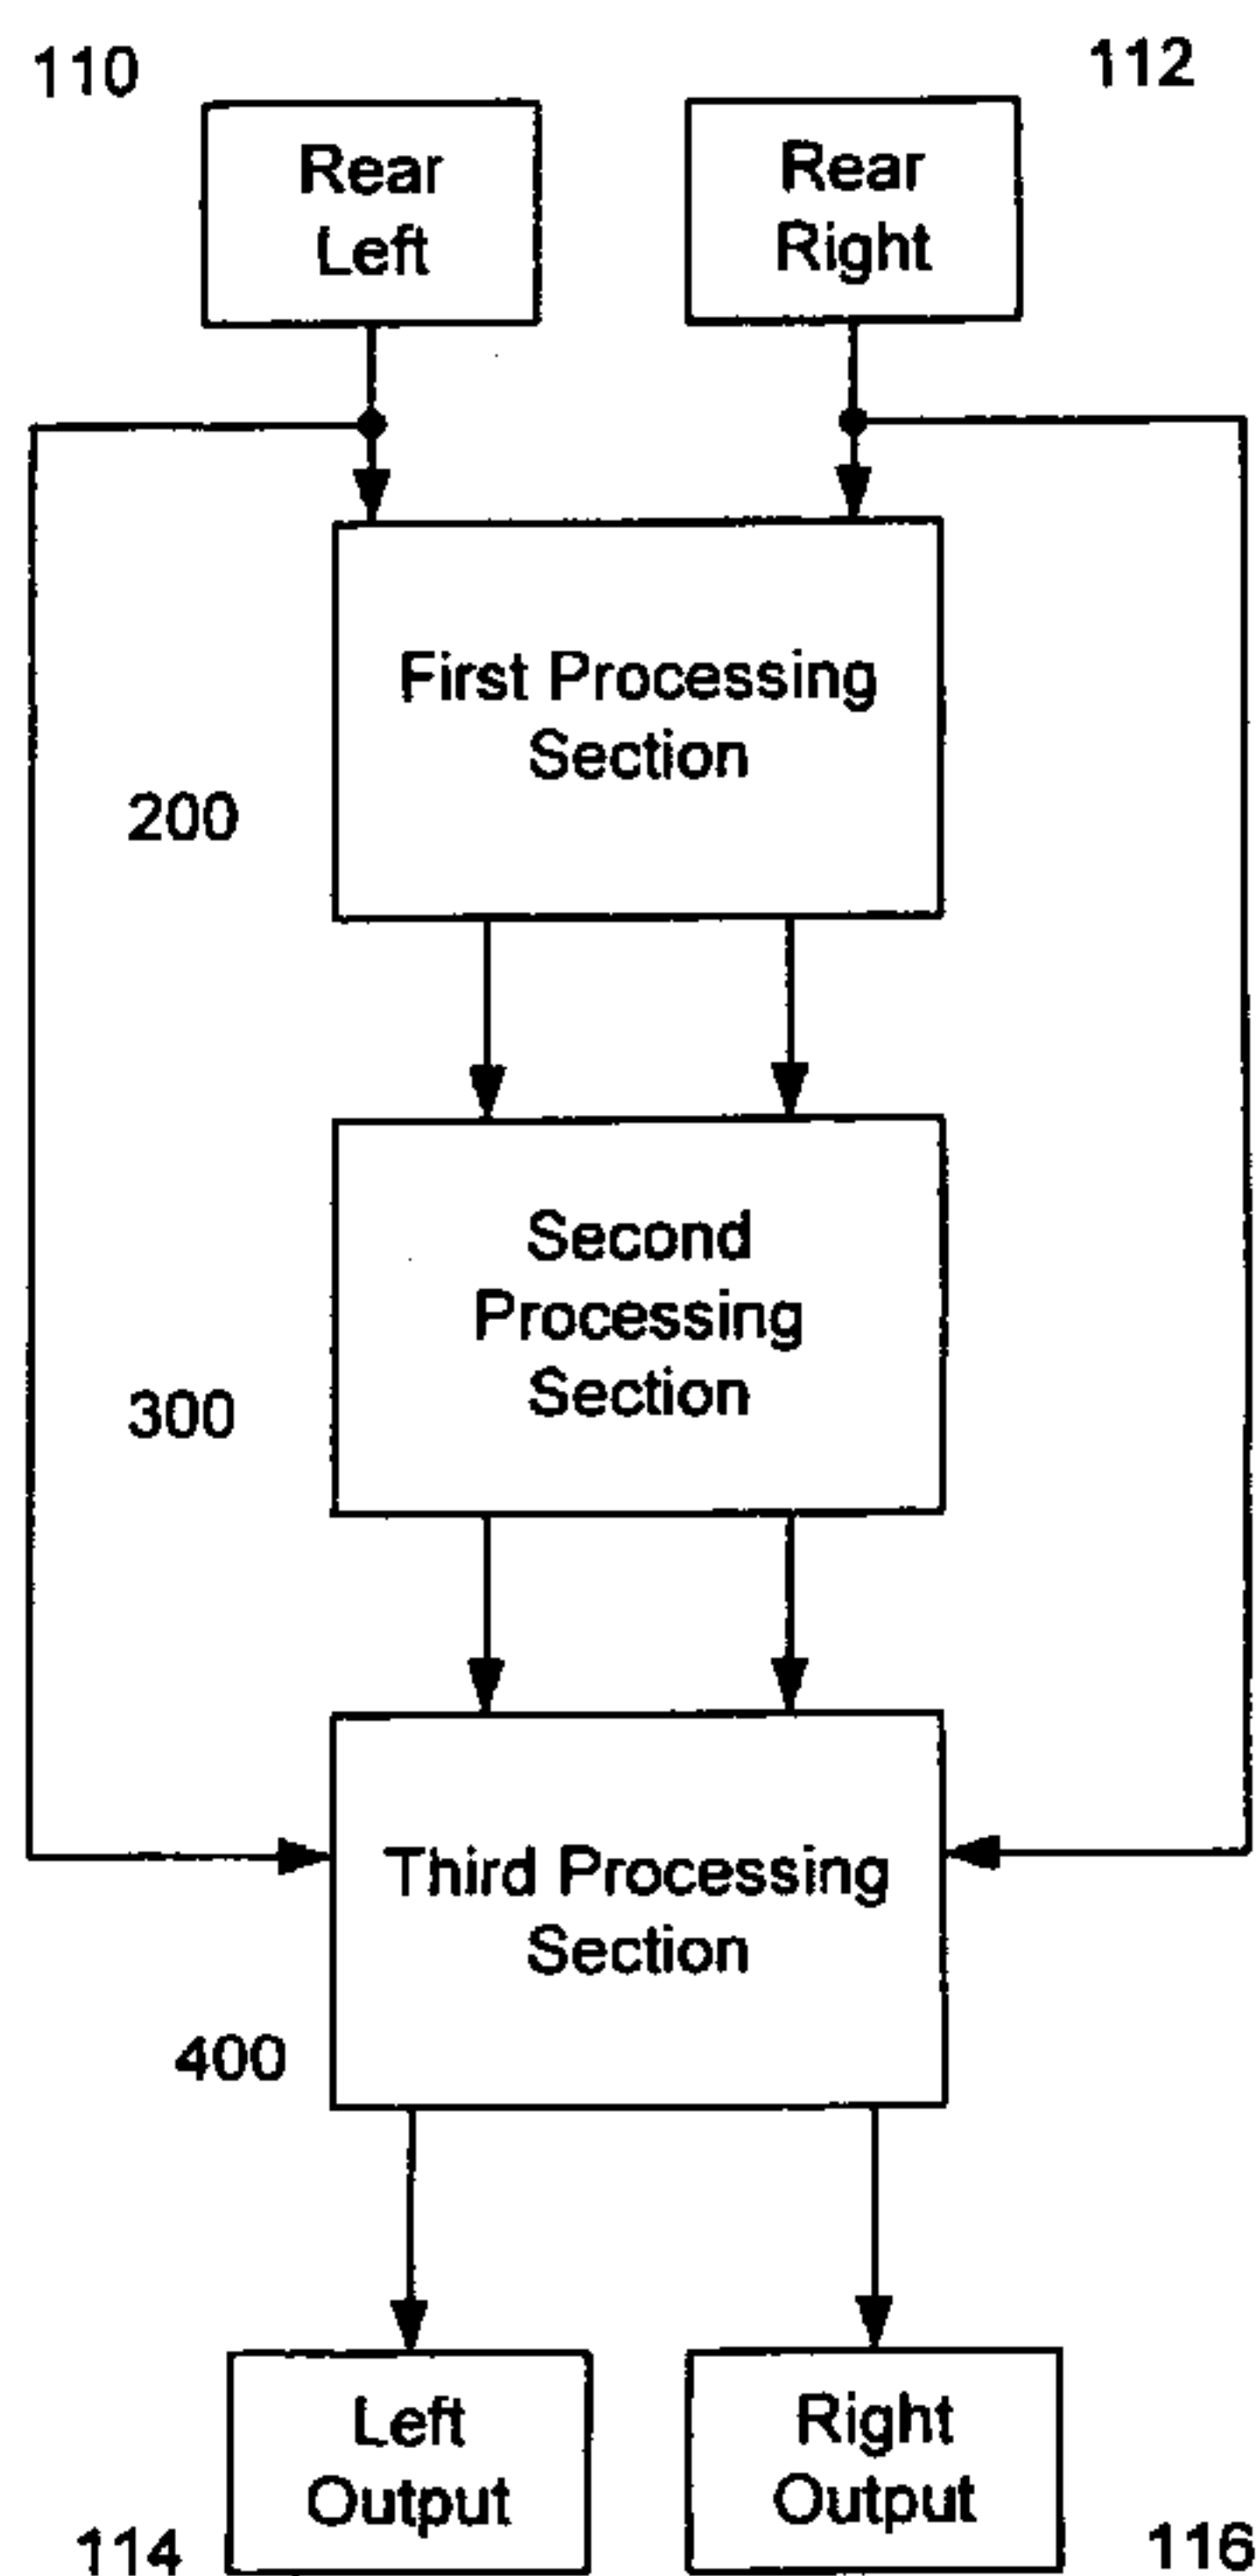 110
112
Rear
Left
Rear
Right
First Processing
Section
200
Second
Processing
Section
300
Third Processing
Section
400
Left
Output
Right
Output
114
116